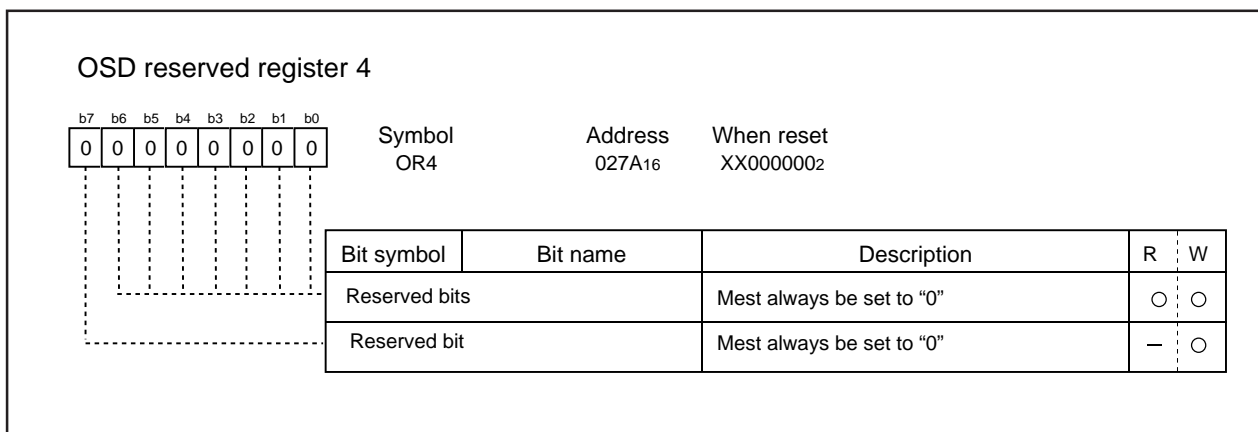 OSD reserved register 4
b7 b6 b5 b4 b3 b2 b1 b0
0 0 0 0 0 0 0 0
Symbol Address When reset
OR4 027A16 XX0000002
Bit symbol Bit name Description R W
Reserved bits Mest always be set to “0” ○ ○
Reserved bit Mest always be set to “0” – ○